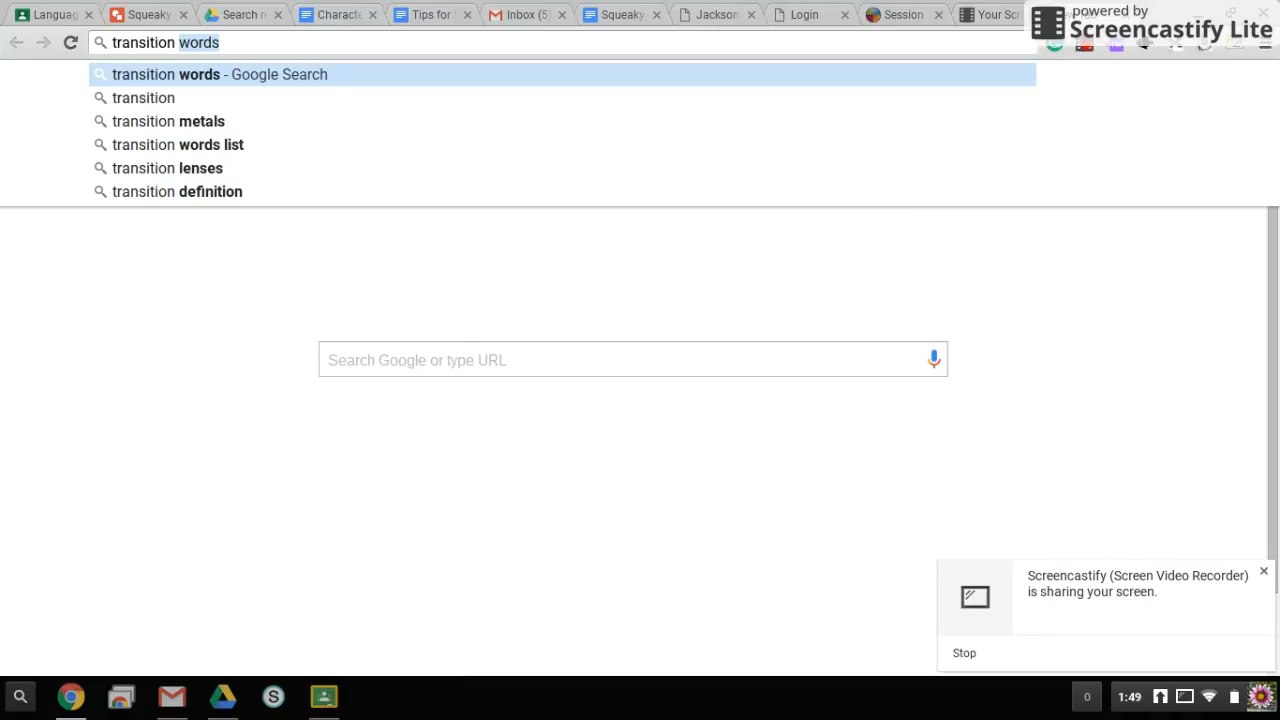 Languag
Squeaky
Search r
Characte
Tips for
Inbox (5)
Squeaky
Jackson
Login
Session
Your Scr
powered by
Screencastify Lite
transition words
transition words - Google Search
transition
transition metals
transition words list
transition lenses
transition definition
Search Google or type URL
Screencastify (Screen Video Recorder)
is sharing your screen.
Stop
0
1:49